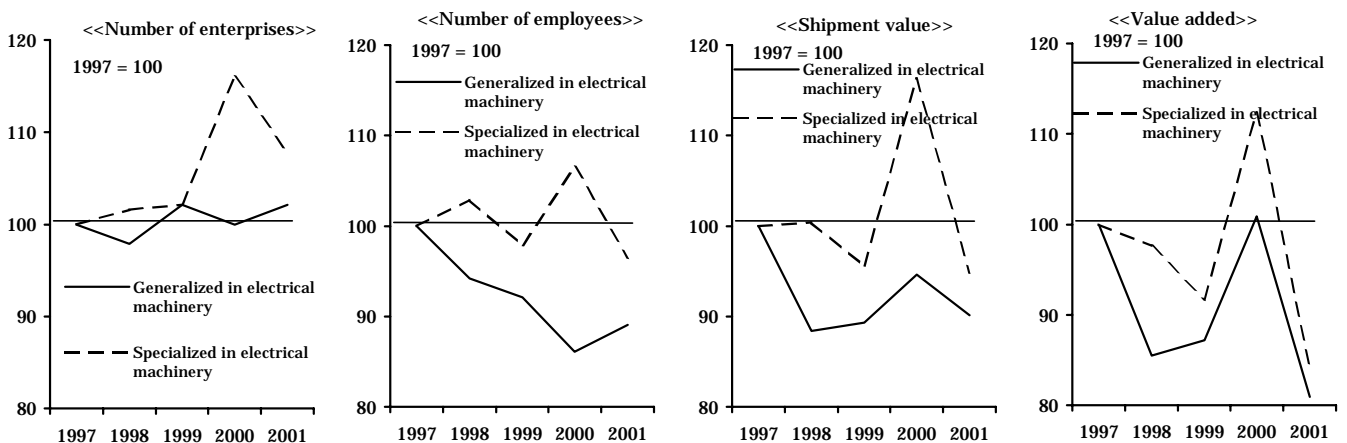 <<Number of enterprises>>
120
1997 = 100
110
100
90
Generalized in electrical
machinery
Specialized in electrical
machinery
80
1997 1998 1999 2000 2001
<<Number of employees>>
120
1997 = 100
Generalized in electrical
machinery
110
Specialized in electrical
machinery
100
90
80
1997 1998 1999 2000 2001
<<Shipment value>>
120
1997 = 100
Generalized in electrical
machinery
Specialized in electrical
machinery
110
100
90
80
1997 1998 1999 2000 2001
<<Value added>>
120
1997 = 100
Generalized in electrical
machinery
Specialized in electrical
machinery
110
100
90
80
1997 1998 1999 2000 2001